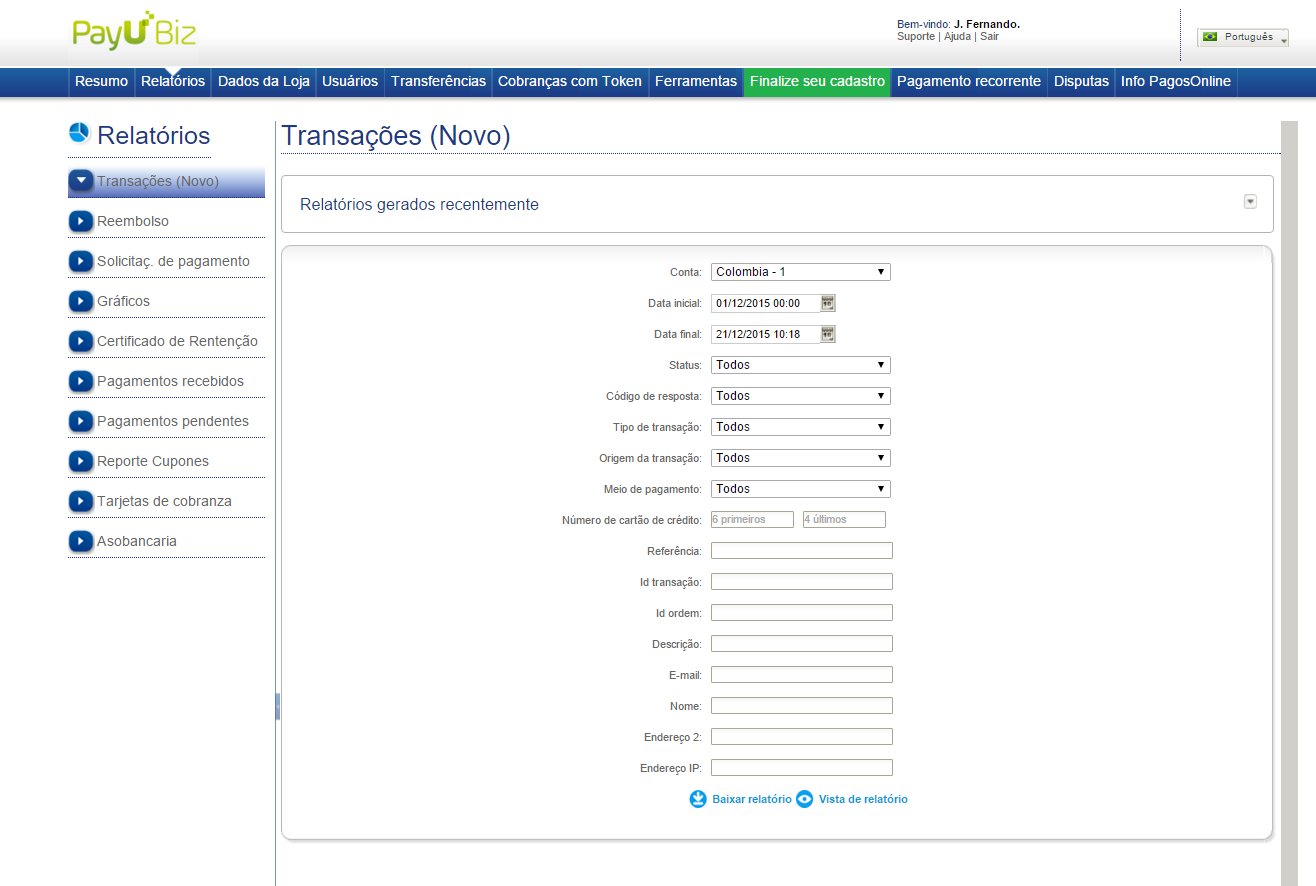 PayU Biz
Bem-vindo: J. Fernando.
Suporte | Ajuda | Sair
Português
Resumo Relatórios Dados da Loja Usuários Transferências Cobranças com Token Ferramentas Finalize seu cadastro Pagamento recorrente Disputas Info PagosOnline
Relatórios
Transações (Novo)
Reembolso
Solicitaç. de pagamento
Gráficos
Certificado de Rentenção
Pagamentos recebidos
Pagamentos pendentes
Reporte Cupones
Tarjetas de cobranza
Asobancaria
Transações (Novo)
Relatórios gerados recentemente
Conta: Colombia - 1
Data inicial: 01/12/2015 00:00
Data final: 21/12/2015 10:18
Status: Todos
Código de resposta: Todos
Tipo de transação: Todos
Origem da transação: Todos
Meio de pagamento: Todos
Número de cartão de crédito: 6 primeiros 4 últimos
Referência:
Id transação:
Id ordem:
Descrição:
E-mail:
Nome:
Endereço 2:
Endereço IP:
Baixar relatório Vista de relatório